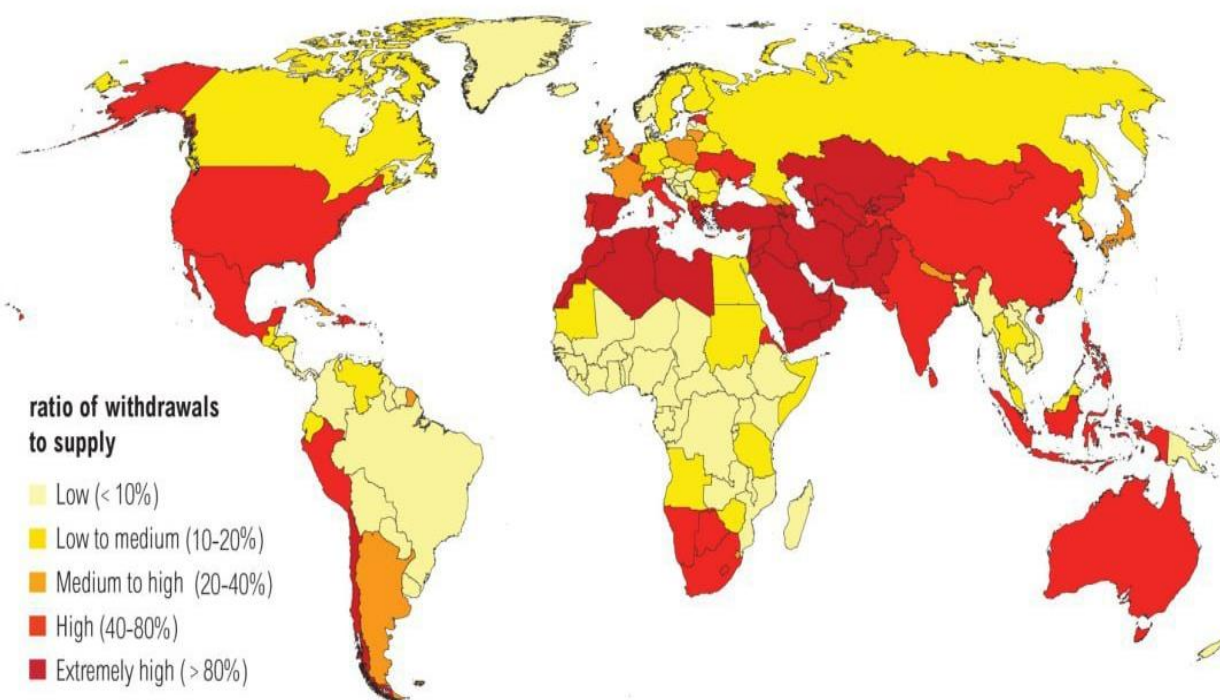 ratio of withdrawals
to supply
Low (< 10%)
Low to medium (10-20%)
Medium to high (20-40%)
High (40-80%)
Extremely high (> 80%)